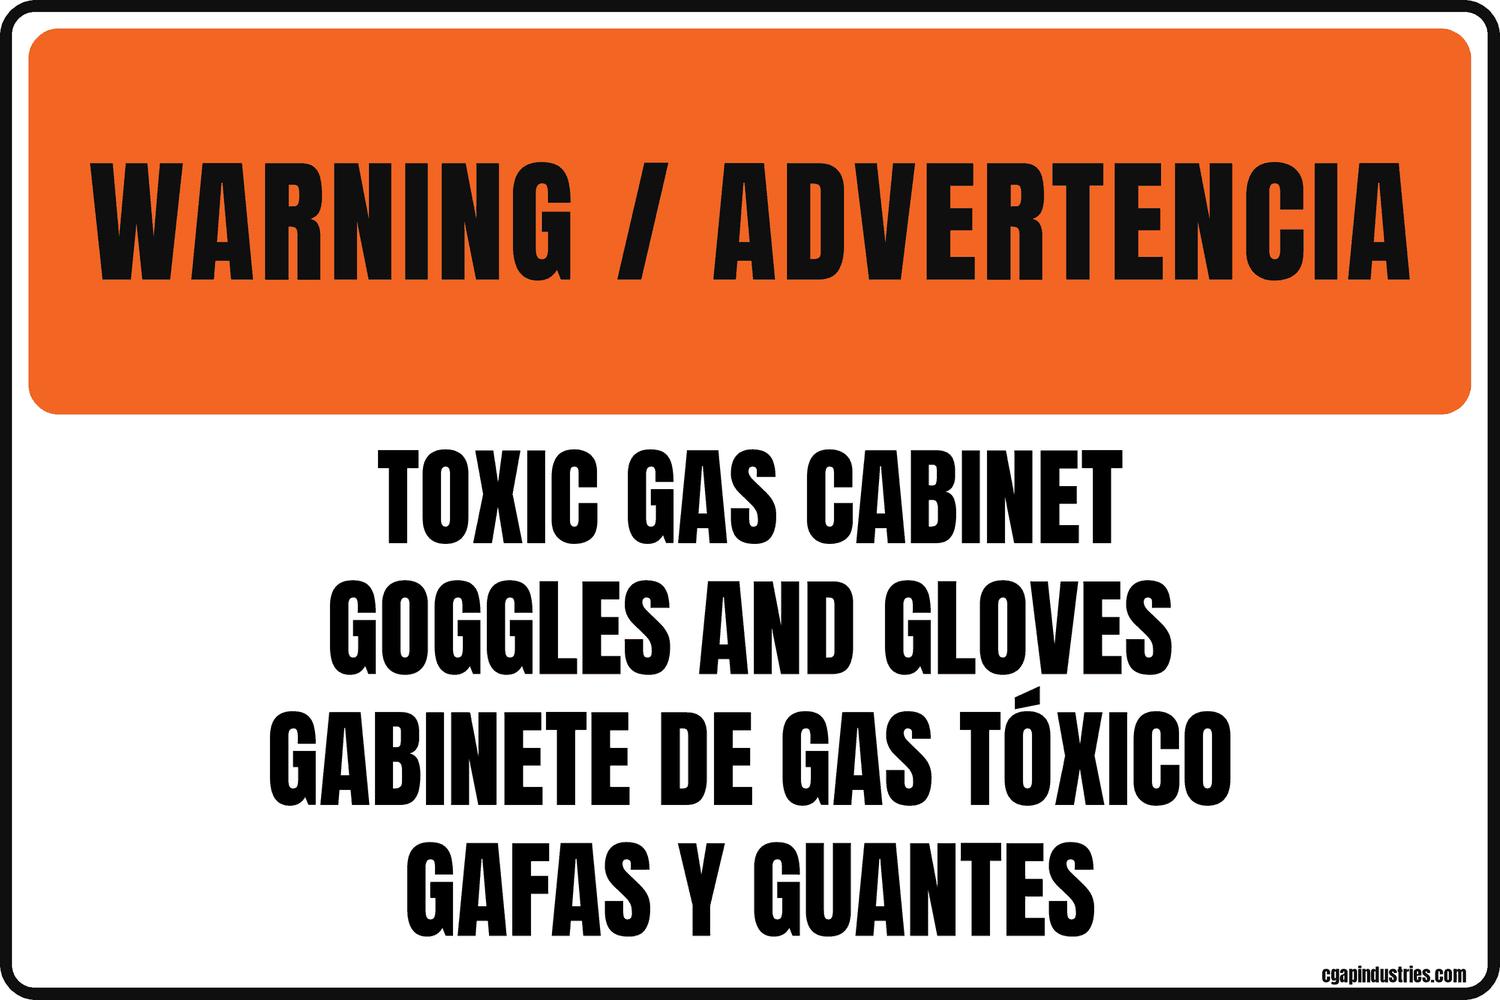 WARNING / ADVERTENCIA
TOXIC GAS CABINET
GOGGLES AND GLOVES
GABINETE DE GAS TÓXICO
GAFAS Y GUANTES
cgapindustries.com